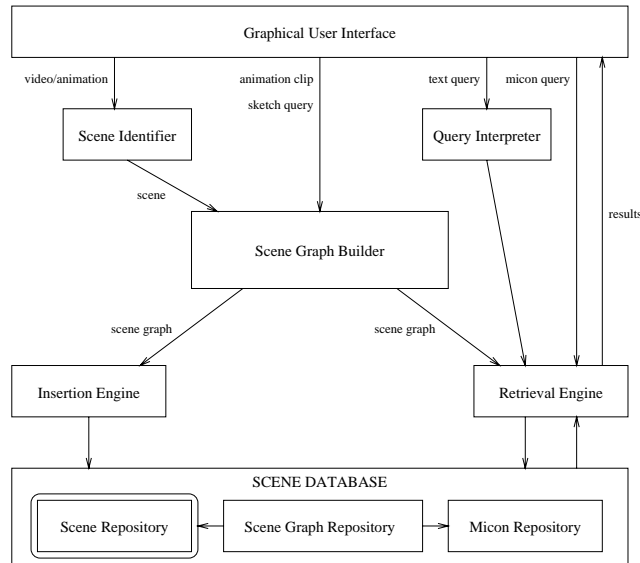 Graphical User Interface
video/animation
animation clip
sketch query
text query
micon query
Scene Identifier
Query Interpreter
scene
results
Scene Graph Builder
scene graph
scene graph
Insertion Engine
Retrieval Engine
SCENE DATABASE
Scene Repository
Scene Graph Repository
Micon Repository